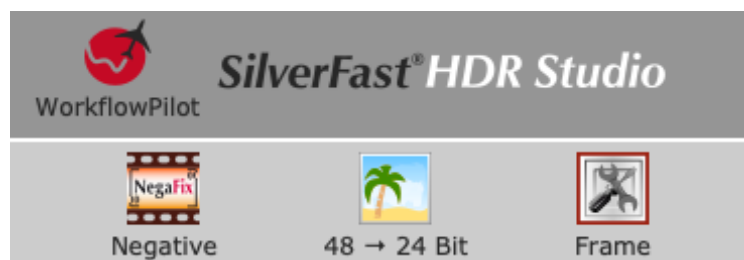 SilverFast® HDR Studio
WorkflowPilot
NegaFix
Negative
48 → 24 Bit
Frame